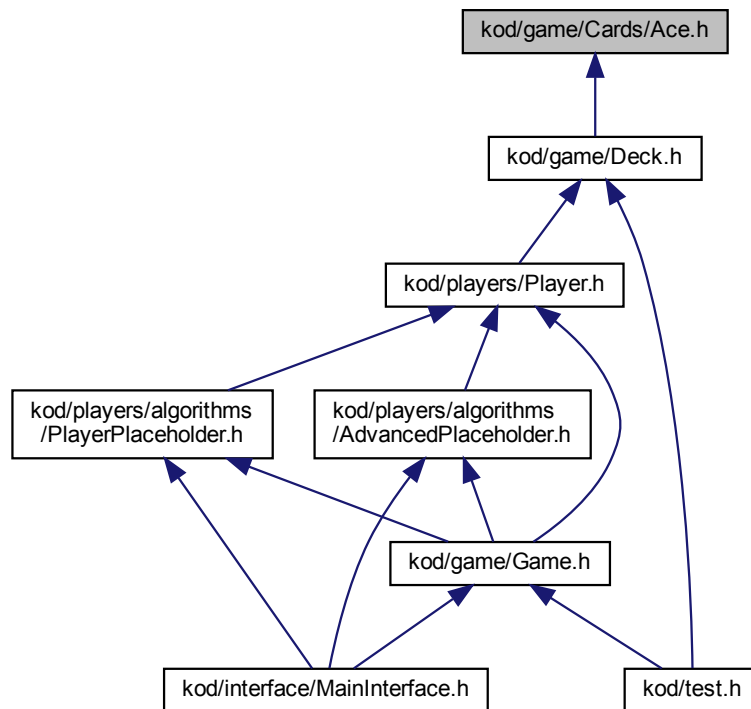 kod/game/Cards/Ace.h
kod/game/Deck.h
kod/players/Player.h
kod/players/algorithms
/PlayerPlaceholder.h
kod/players/algorithms
/AdvancedPlaceholder.h
kod/game/Game.h
kod/interface/MainInterface.h
kod/test.h